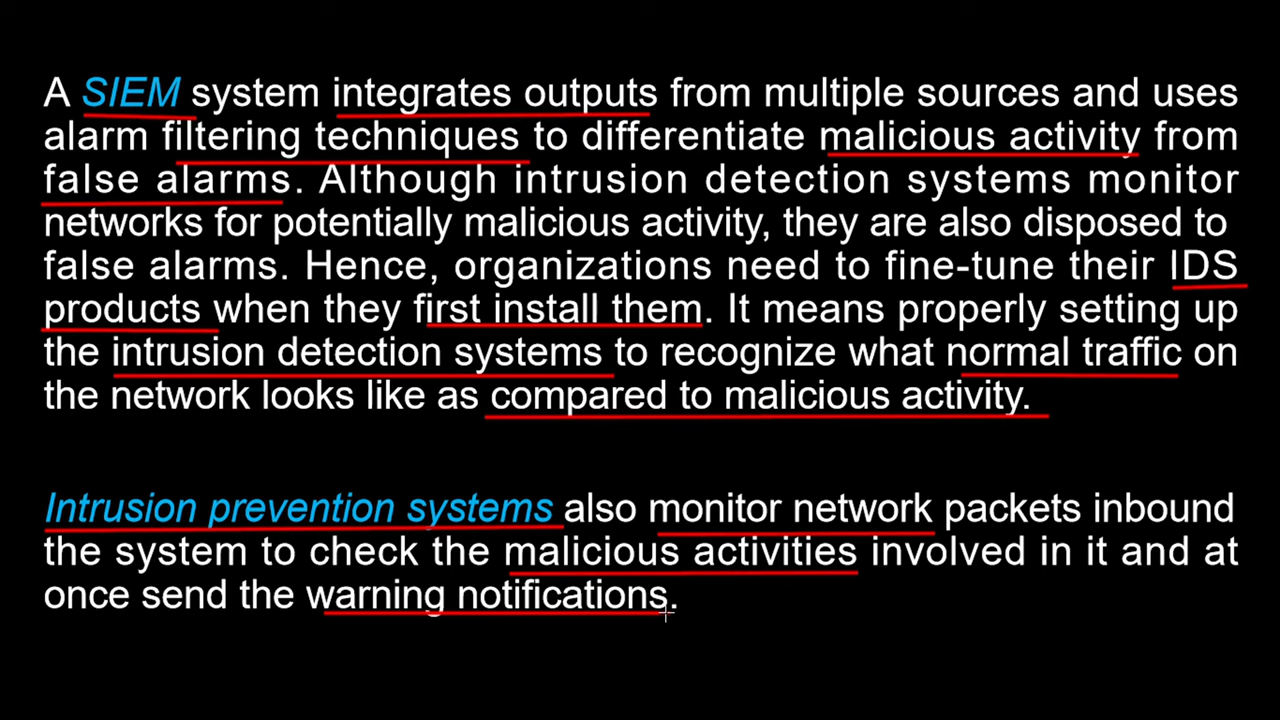 A SIEM system integrates outputs from multiple sources and uses
alarm filtering techniques to differentiate malicious activity from
false alarms. Although intrusion detection systems monitor
networks for potentially malicious activity, they are also disposed to
false alarms. Hence, organizations need to fine-tune their IDS
products when they first install them. It means properly setting up
the intrusion detection systems to recognize what normal traffic on
the network looks like as compared to malicious activity.
Intrusion prevention systems also monitor network packets inbound
the system to check the malicious activities involved in it and at
once send the warning notifications.